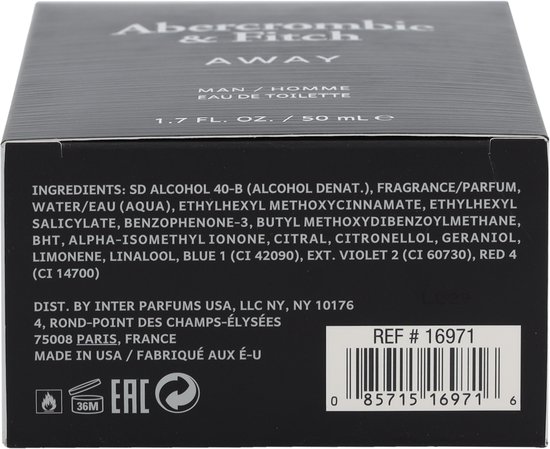 Abercrombie
& Fitch
AWAY
MAN / HOMME
EAU DE TOILETTE
1.7 FL. OZ. / 50 mL e
INGREDIENTS: SD ALCOHOL 40-B (ALCOHOL DENAT.), FRAGRANCE/PARFUM,
WATER/EAU (AQUA), ETHYLHEXYL METHOXYCINNAMATE, ETHYLHEXYL
SALICYLATE, BENZOPHENONE-3, BUTYL METHOXYDIBENZOYLMETHANE,
BHT, ALPHA-ISOMETHYL IONONE, CITRAL, CITRONELLOL, GERANIOL,
LIMONENE, LINALOOL, BLUE 1 (CI 42090), EXT. VIOLET 2 (CI 60730), RED 4
(CI 14700)
DIST. BY INTER PARFUMS USA, LLC NY, NY 10176
4, ROND-POINT DES CHAMPS-ÉLYSÉES
75008 PARIS, FRANCE
MADE IN USA / FABRIQUÉ AUX É-U
36M EAC
REF # 16971
0 85715 16971 6